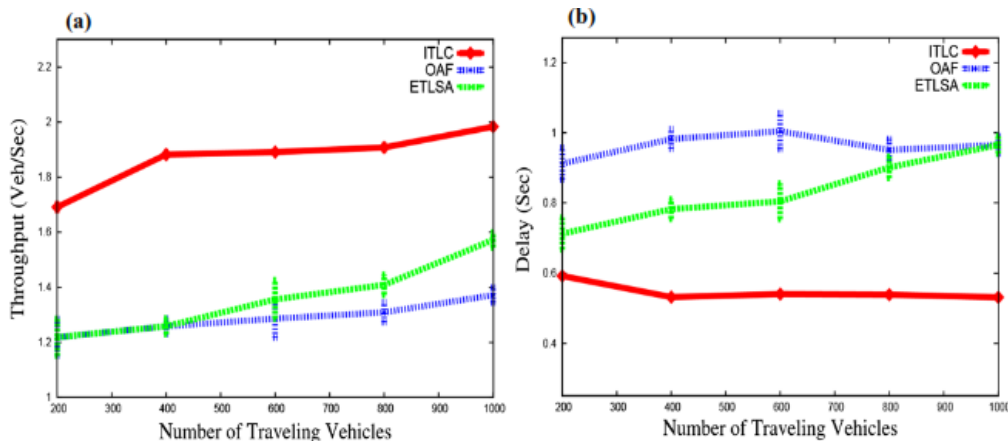 (a)
ITLC
OAF
ETLSA
2.2
2
1.8
1.6
1.4
1.2
1
Throughput (Veh/Sec)
200 300 400 500 600 700 800 900 1000
Number of Traveling Vehicles
(b)
ITLC
OAF
ETLSA
1.2
1
0.8
0.6
0.4
Delay (Sec)
200 300 400 500 600 700 800 900 1000
Number of Traveling Vehicles